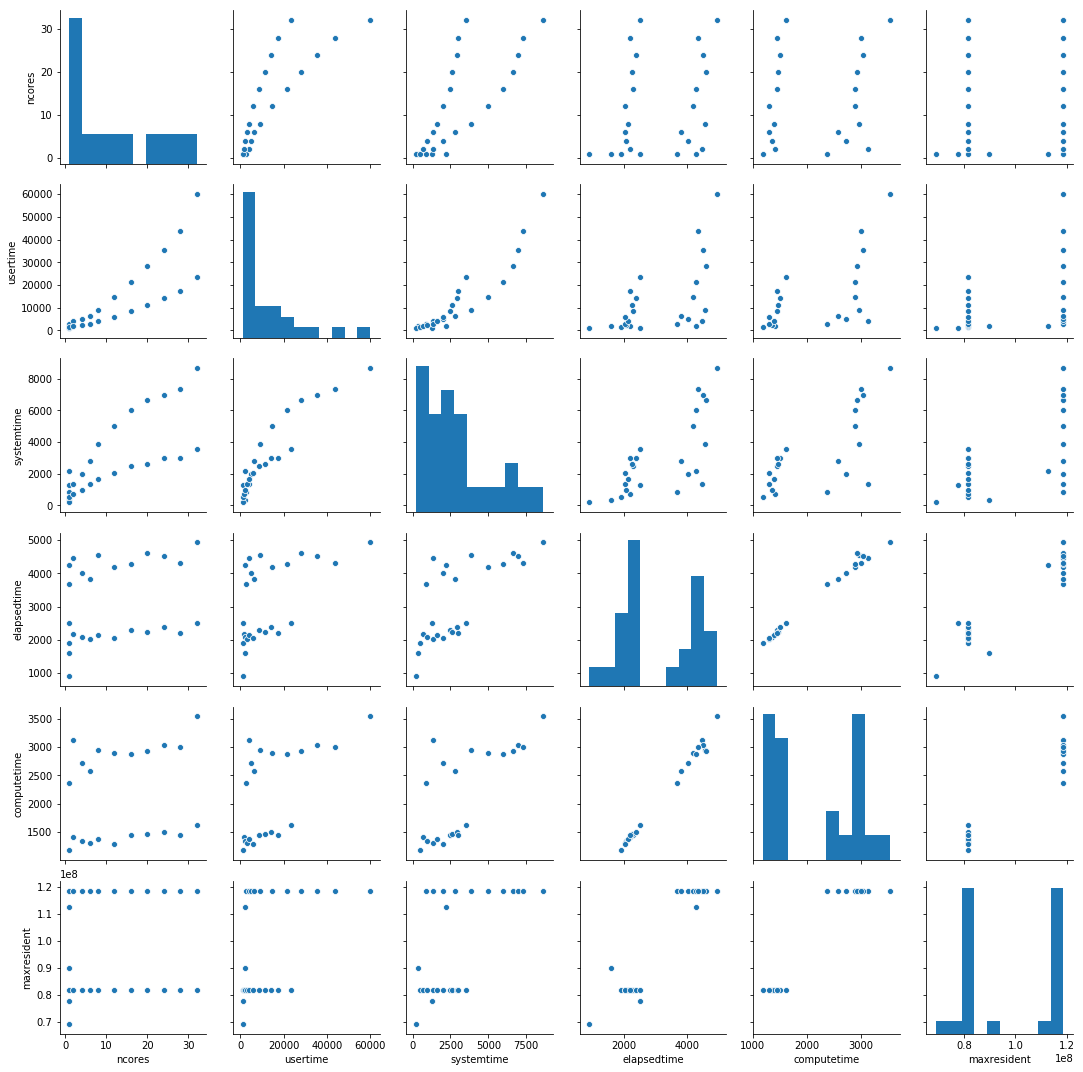 30
20
10
0
ncores
60000
50000
40000
30000
20000
10000
0
usertime
8000
6000
4000
2000
0
systemtime
5000
4000
3000
2000
1000
elapsedtime
3500
3000
2500
2000
1500
computetime
1e8
1.2
1.1
1.0
0.9
0.8
0.7
maxresident
0 10 20 30
ncores
0 20000 40000 60000
usertime
0 2500 5000 7500
systemtime
2000 4000
elapsedtime
1000 2000 3000
computetime
0.8 1.0 1.2
1e8
maxresident